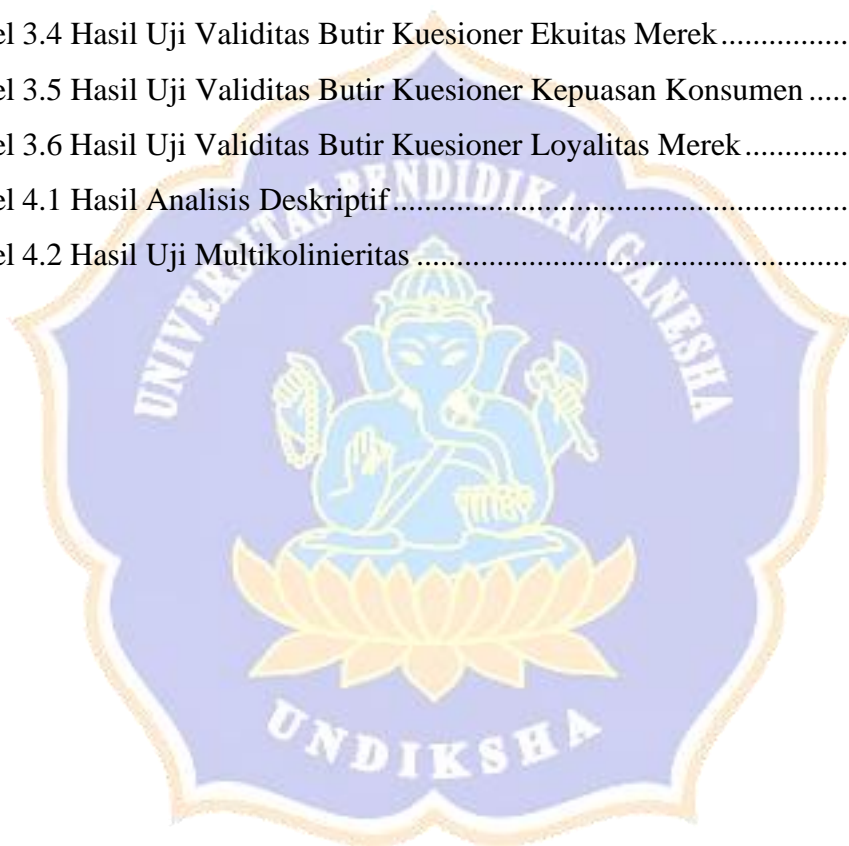 el 3.4 Hasil Uji Validitas Butir Kuesioner Ekuitas Merek................
el 3.5 Hasil Uji Validitas Butir Kuesioner Kepuasan Konsumen.....
el 3.6 Hasil Uji Validitas Butir Kuesioner Loyalitas Merek.............
el 4.1 Hasil Analisis Deskriptif.........................................................
el 4.2 Hasil Uji Multikolinieritas......................................................
UNIVERSITAS PENDIDIKAN GANESHA
UNDIKSHA